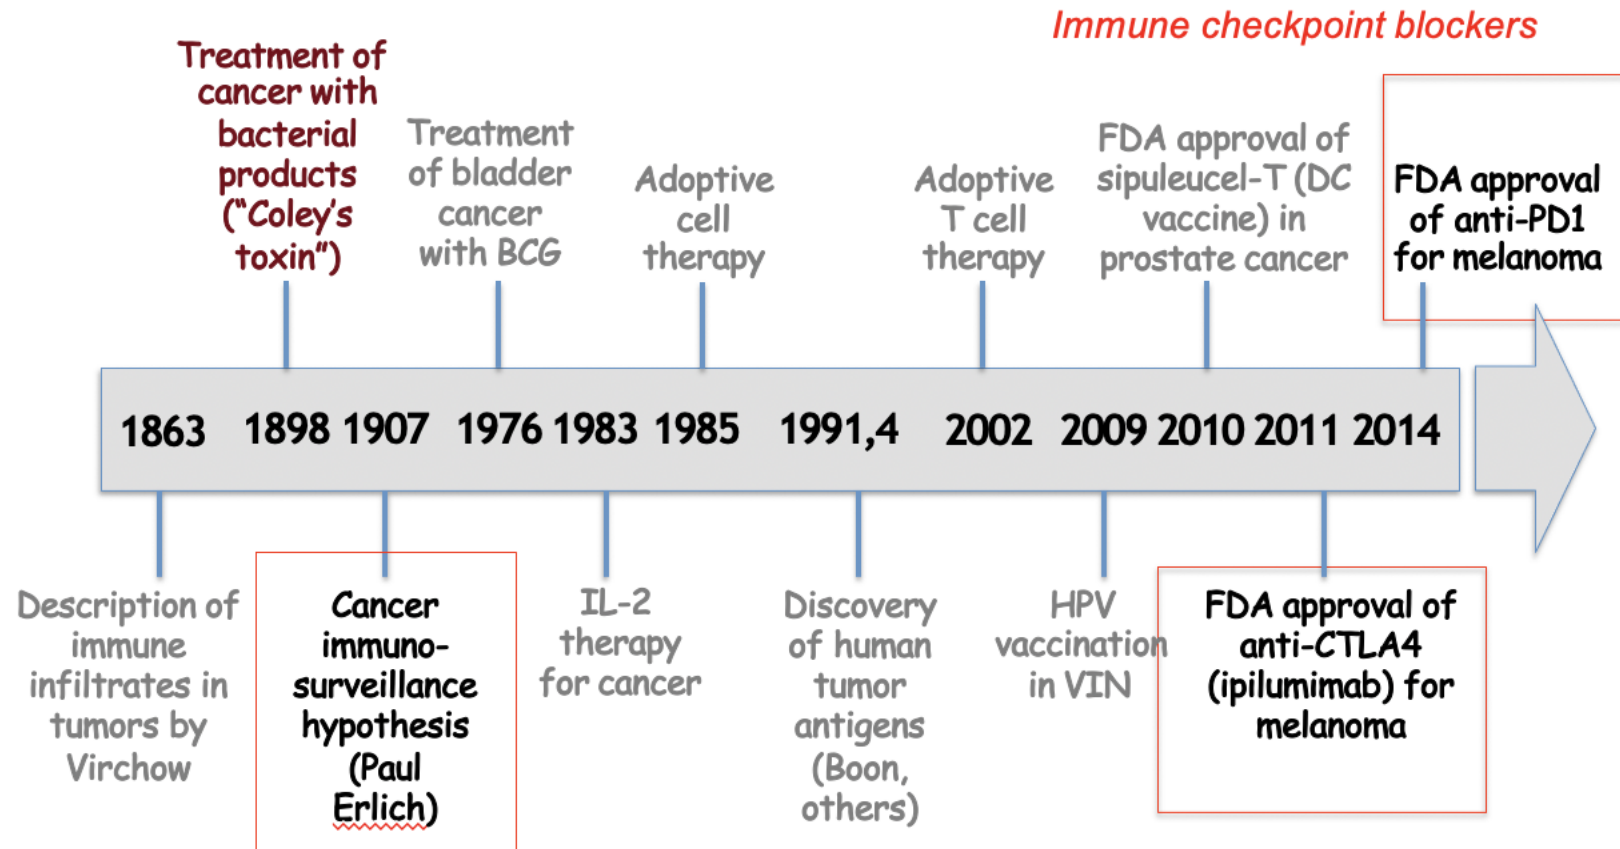 Immune checkpoint blockers
Treatment of
cancer with
bacterial
products
(“Coley’s
toxin”)
Treatment
of bladder
cancer
with BCG
Adoptive
cell
therapy
Adoptive
T cell
therapy
FDA approval of
sipuleucel-T (DC
vaccine) in
prostate cancer
FDA approval
of anti-PD1
for melanoma
1863 1898 1907 1976 1983 1985 1991,4 2002 2009 2010 2011 2014
Description of
immune
infiltrates in
tumors by
Virchow
Cancer
immuno-
surveillance
hypothesis
(Paul
Erlich)
IL-2
therapy
for cancer
Discovery
of human
tumor
antigens
(Boon,
others)
HPV
vaccination
in VIN
FDA approval of
anti-CTLA4
(ipilumimab) for
melanoma